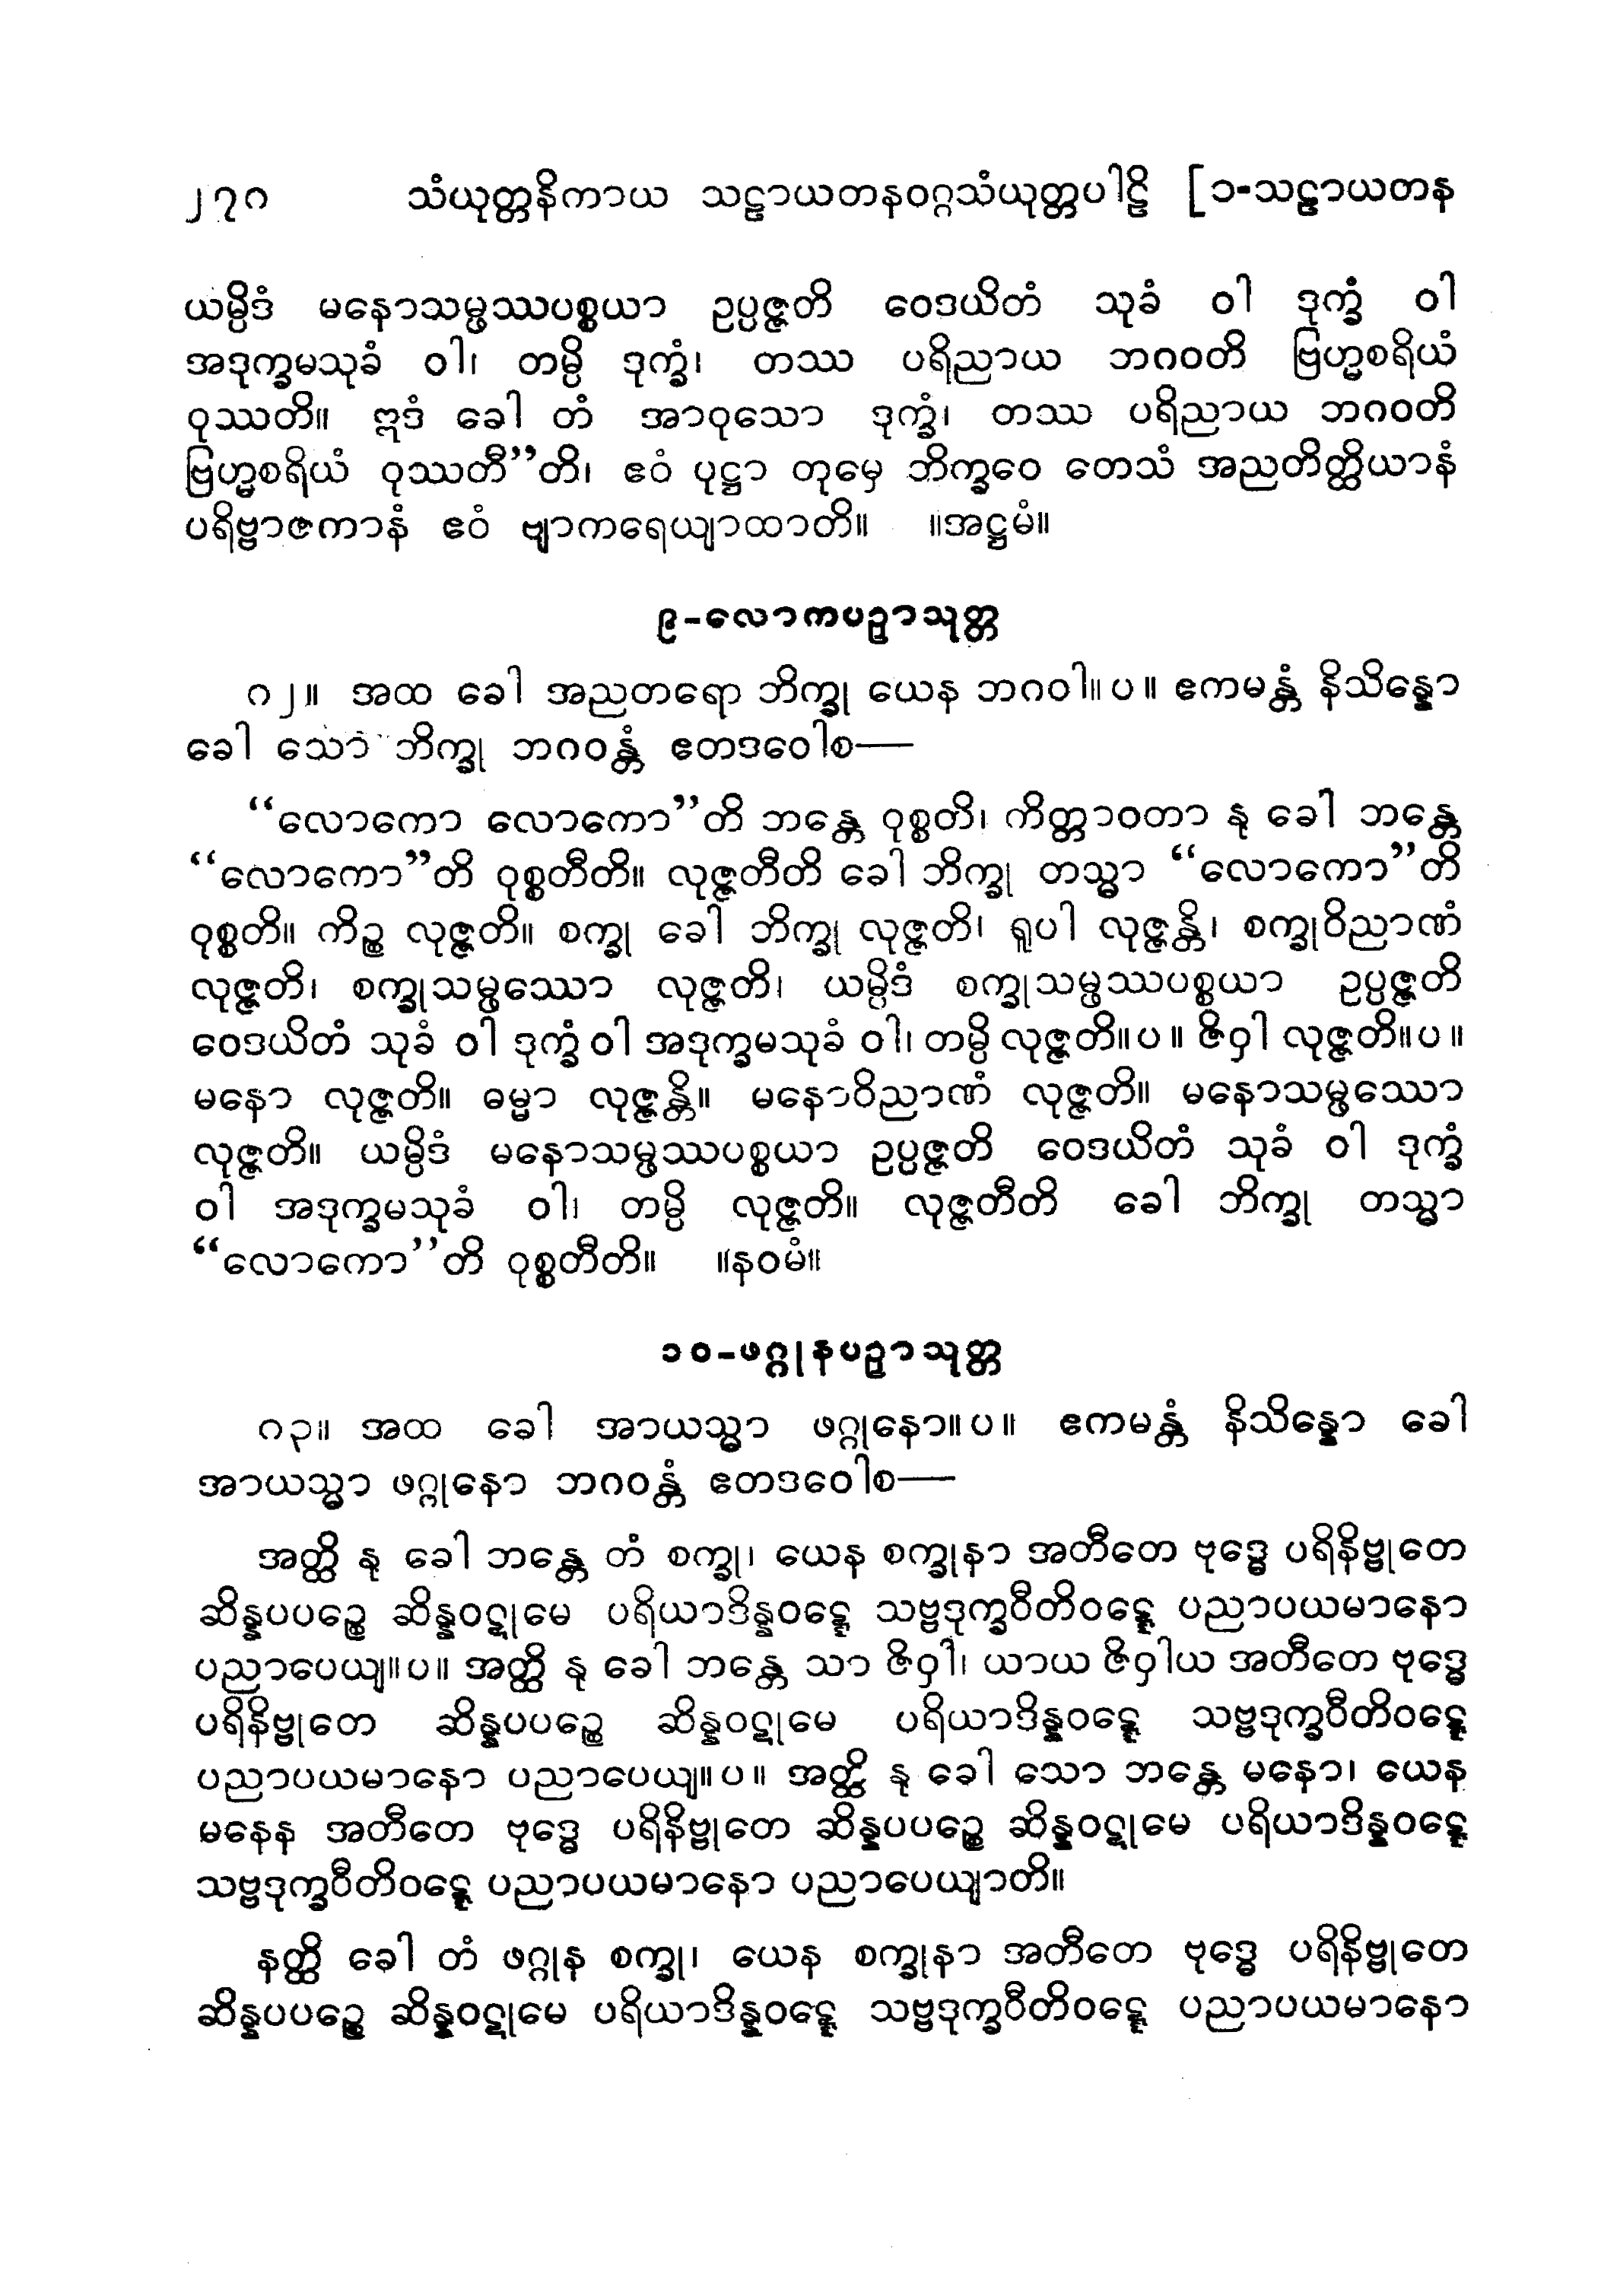 ၂၇၈ သံယုတ္တနိကာယ သဠာယတနဝဂ္ဂသံယုတ္တပါဠိ [၁-သဠာယတန
ယမ္ပိဒံ မနောသမ္ဖဿပစ္စယာ ဥပ္ပဇ္ဇတိ ဝေဒယိတံ သုခံ ဝါ ဒုက္ခံ ဝါ
အဒုက္ခမသုခံ ဝါ၊ တမ္ပိ ဒုက္ခံ၊ တဿ ပရိညာယ ဘဂဝတိ ဗြဟ္မစရိယံ
ဝုဿတိ။ ဣဒံ ခေါ တံ အာဝုသော ဒုက္ခံ၊ တဿ ပရိညာယ ဘဂဝတိ
ဗြဟ္မစရိယံ ဝုဿတီ”တိ၊ ဧဝံ ပုဋ္ဌာ တုမှေ ဘိက္ခဝေ တေသံ အညတိတ္ထိယာနံ
ပရိဗ္ဗာဇကာနံ ဧဝံ ဗျာကရေယျာထာတိ။ ။အဋ္ဌမံ။
၉-လောကပဉှာသုတ္တ
၈၂။ အထ ခေါ အညတရော ဘိက္ခု ယေန ဘဂဝါ။ပ။ ဧကမန္တံ နိသိန္နော
ခေါ သော ဘိက္ခု ဘဂဝန္တံ ဧတဒဝေါစ—
“လောကော လောကော”တိ ဘန္တေ ဝုစ္စတိ၊ ကိတ္တာဝတာ နု ခေါ ဘန္တေ
“လောကော”တိ ဝုစ္စတီတိ။ လုဇ္ဇတီတိ ခေါ ဘိက္ခု တသ္မာ “လောကော”တိ
ဝုစ္စတိ။ ကိဉ္စ လုဇ္ဇတိ။ စက္ခု ခေါ ဘိက္ခု လုဇ္ဇတိ၊ ရူပါ လုဇ္ဇန္တိ၊ စက္ခုဝိညာဏံ
လုဇ္ဇတိ၊ စက္ခုသမ္ဖဿော လုဇ္ဇတိ၊ ယမ္ပိဒံ စက္ခုသမ္ဖဿပစ္စယာ ဥပ္ပဇ္ဇတိ
ဝေဒယိတံ သုခံ ဝါ ဒုက္ခံ ဝါ အဒုက္ခမသုခံ ဝါ၊ တမ္ပိ လုဇ္ဇတိ။ပ။ ဇိဝှါ လုဇ္ဇတိ။ပ။
မနော လုဇ္ဇတိ။ ဓမ္မာ လုဇ္ဇန္တိ။ မနောဝိညာဏံ လုဇ္ဇတိ။ မနောသမ္ဖဿော
လုဇ္ဇတိ။ ယမ္ပိဒံ မနောသမ္ဖဿပစ္စယာ ဥပ္ပဇ္ဇတိ ဝေဒယိတံ သုခံ ဝါ ဒုက္ခံ
ဝါ အဒုက္ခမသုခံ ဝါ၊ တမ္ပိ လုဇ္ဇတိ။ လုဇ္ဇတီတိ ခေါ ဘိက္ခု တသ္မာ
“လောကော”တိ ဝုစ္စတီတိ။ ။နဝမံ။
၁၀-ဖဂ္ဂုနပဉှာသုတ္တ
၈၃။ အထ ခေါ အာယသ္မာ ဖဂ္ဂုနော။ပ။ ဧကမန္တံ နိသိန္နော ခေါ
အာယသ္မာ ဖဂ္ဂုနော ဘဂဝန္တံ ဧတဒဝေါစ—
အတ္ထိ နု ခေါ ဘန္တေ တံ စက္ခု၊ ယေန စက္ခုနာ အတီတေ ဗုဒ္ဓေ ပရိနိဗ္ဗုတေ
ဆိန္နပပဉ္စေ ဆိန္နဝဋုမေ ပရိယာဒိန္နဝဋ္ဋေ သဗ္ဗဒုက္ခဝီတိဝဋ္ဋေ ပညာပယမာနော
ပညာပေယျ။ပ။ အတ္ထိ နု ခေါ ဘန္တေ သာ ဇိဝှါ၊ ယာယ ဇိဝှါယ အတီတေ ဗုဒ္ဓေ
ပရိနိဗ္ဗုတေ ဆိန္နပပဉ္စေ ဆိန္နဝဋုမေ ပရိယာဒိန္နဝဋ္ဋေ သဗ္ဗဒုက္ခဝီတိဝဋ္ဋေ
ပညာပယမာနော ပညာပေယျ။ပ။ အတ္ထိ နု ခေါ သော ဘန္တေ မနော၊ ယေန
မနေန အတီတေ ဗုဒ္ဓေ ပရိနိဗ္ဗုတေ ဆိန္နပပဉ္စေ ဆိန္နဝဋုမေ ပရိယာဒိန္နဝဋ္ဋေ
သဗ္ဗဒုက္ခဝီတိဝဋ္ဋေ ပညာပယမာနော ပညာပေယျာတိ။
နတ္ထိ ခေါ တံ ဖဂ္ဂုန စက္ခု၊ ယေန စက္ခုနာ အတီတေ ဗုဒ္ဓေ ပရိနိဗ္ဗုတေ
ဆိန္နပပဉ္စေ ဆိန္နဝဋုမေ ပရိယာဒိန္နဝဋ္ဋေ သဗ္ဗဒုက္ခဝီတိဝဋ္ဋေ ပညာပယမာနော